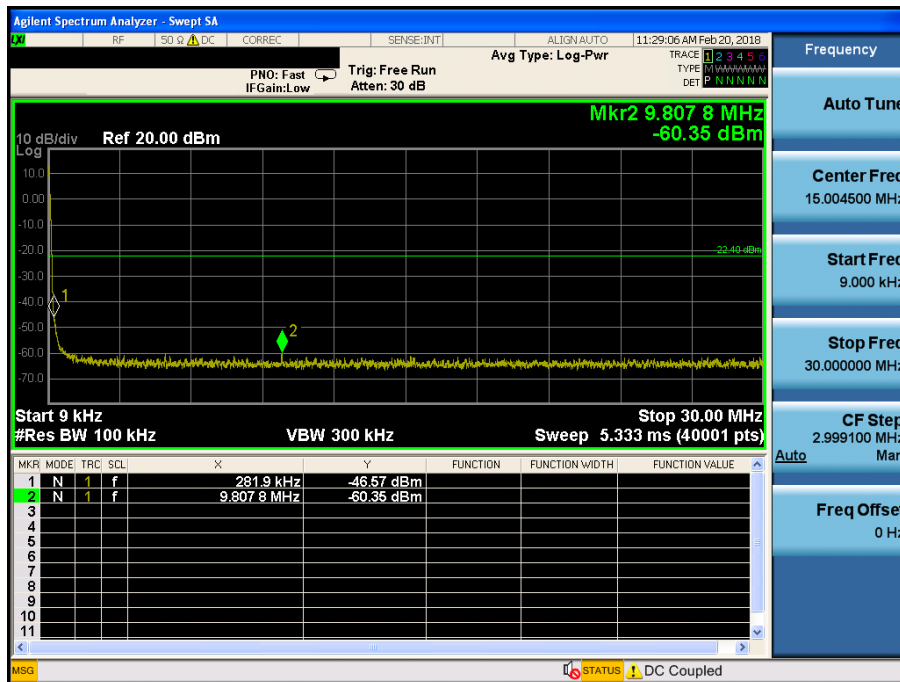 Agilent Spectrum Analyzer - Swept SA
LXI RF 50 Ω DC CORREC SENSE:INT ALIGN AUTO 11:29:06 AM Feb 20, 2018
Frequency
Avg Type: Log-Pwr
TRACE 1 2 3 4 5 6
TYPE M W W W W W
DET P N N N N N
PNO: Fast Trig: Free Run
IFGain:Low Atten: 30 dB
Auto Tune
Mkr2 9.807 8 MHz
-60.35 dBm
10 dB/div Ref 20.00 dBm
Log
10.0
0.00
-10.0
-20.0
-30.0
-40.0
-50.0
-60.0
-70.0
22.40 dBm
1
2
Center Freq
15.004500 MHz
Start Freq
9.000 kHz
Stop Freq
30.000000 MHz
Start 9 kHz Stop 30.00 MHz
#Res BW 100 kHz VBW 300 kHz Sweep 5.333 ms (40001 pts)
CF Step
2.999100 MHz
Auto Man
MKR MODE TRC SCL X Y FUNCTION FUNCTION WIDTH FUNCTION VALUE
1 N 1 f 281.9 kHz -46.57 dBm
2 N 1 f 9.807 8 MHz -60.35 dBm
3
4
5
6
7
8
9
10
11
Freq Offset
0 Hz
MSG STATUS DC Coupled